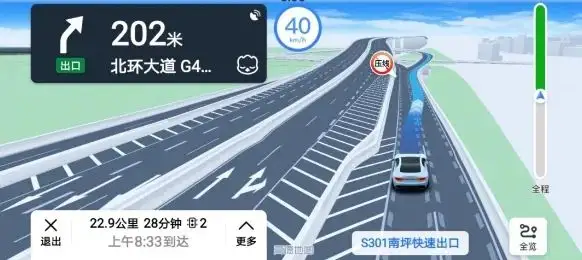 202米
出口
北环大道 G4...
40
km/h
压线
22.9公里 28分钟 2
上午8:33到达
退出
更多
S301南坪快速出口
全程
全览